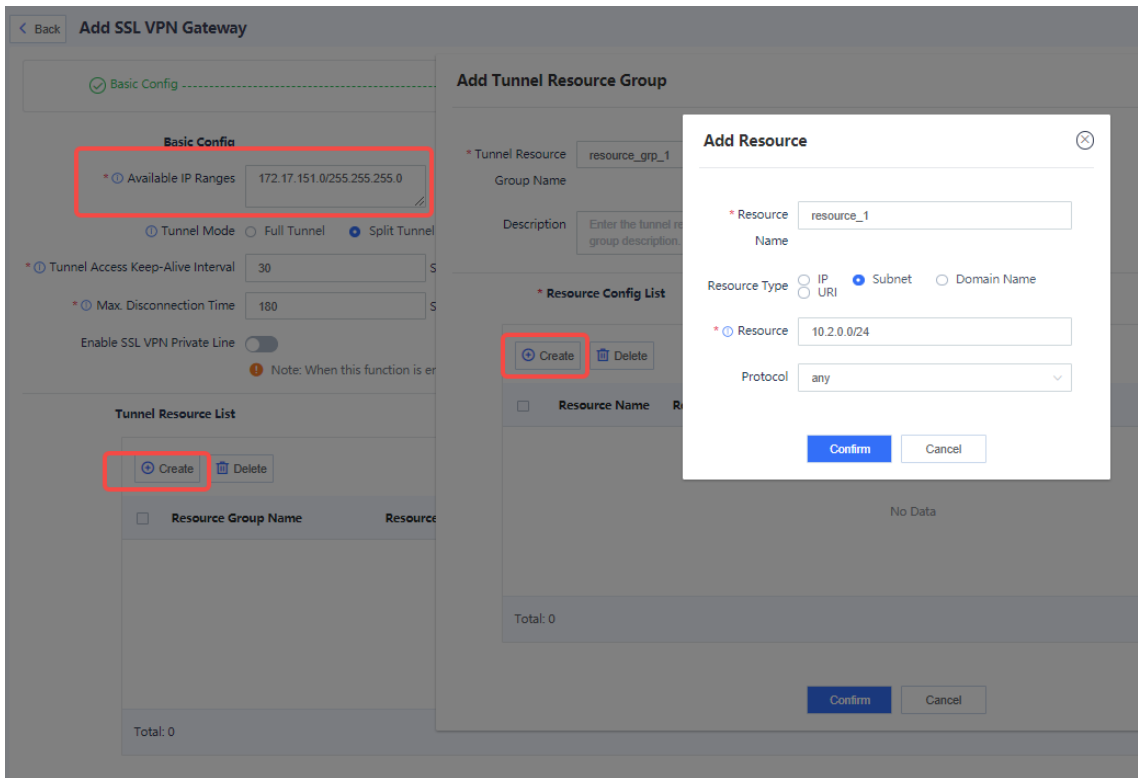 Back
Add SSL VPN Gateway
Basic Config
Basic Config
* Available IP Ranges
172.17.151.0/255.255.255.0
Tunnel Mode
Full Tunnel
Split Tunnel
* Tunnel Access Keep-Alive Interval
30
S
* Max. Disconnection Time
180
S
Enable SSL VPN Private Line
Note: When this function is er
Tunnel Resource List
Create
Delete
Resource Group Name
Resource
Total: 0
Add Tunnel Resource Group
* Tunnel Resource
Group Name
resource_grp_1
Description
Enter the tunnel re
group description.
* Resource Config List
Create
Delete
Resource Name
R
No Data
Total: 0
Confirm
Cancel
Add Resource
* Resource
Name
resource_1
Resource Type
IP
Subnet
Domain Name
URI
* Resource
10.2.0.0/24
Protocol
any
Confirm
Cancel